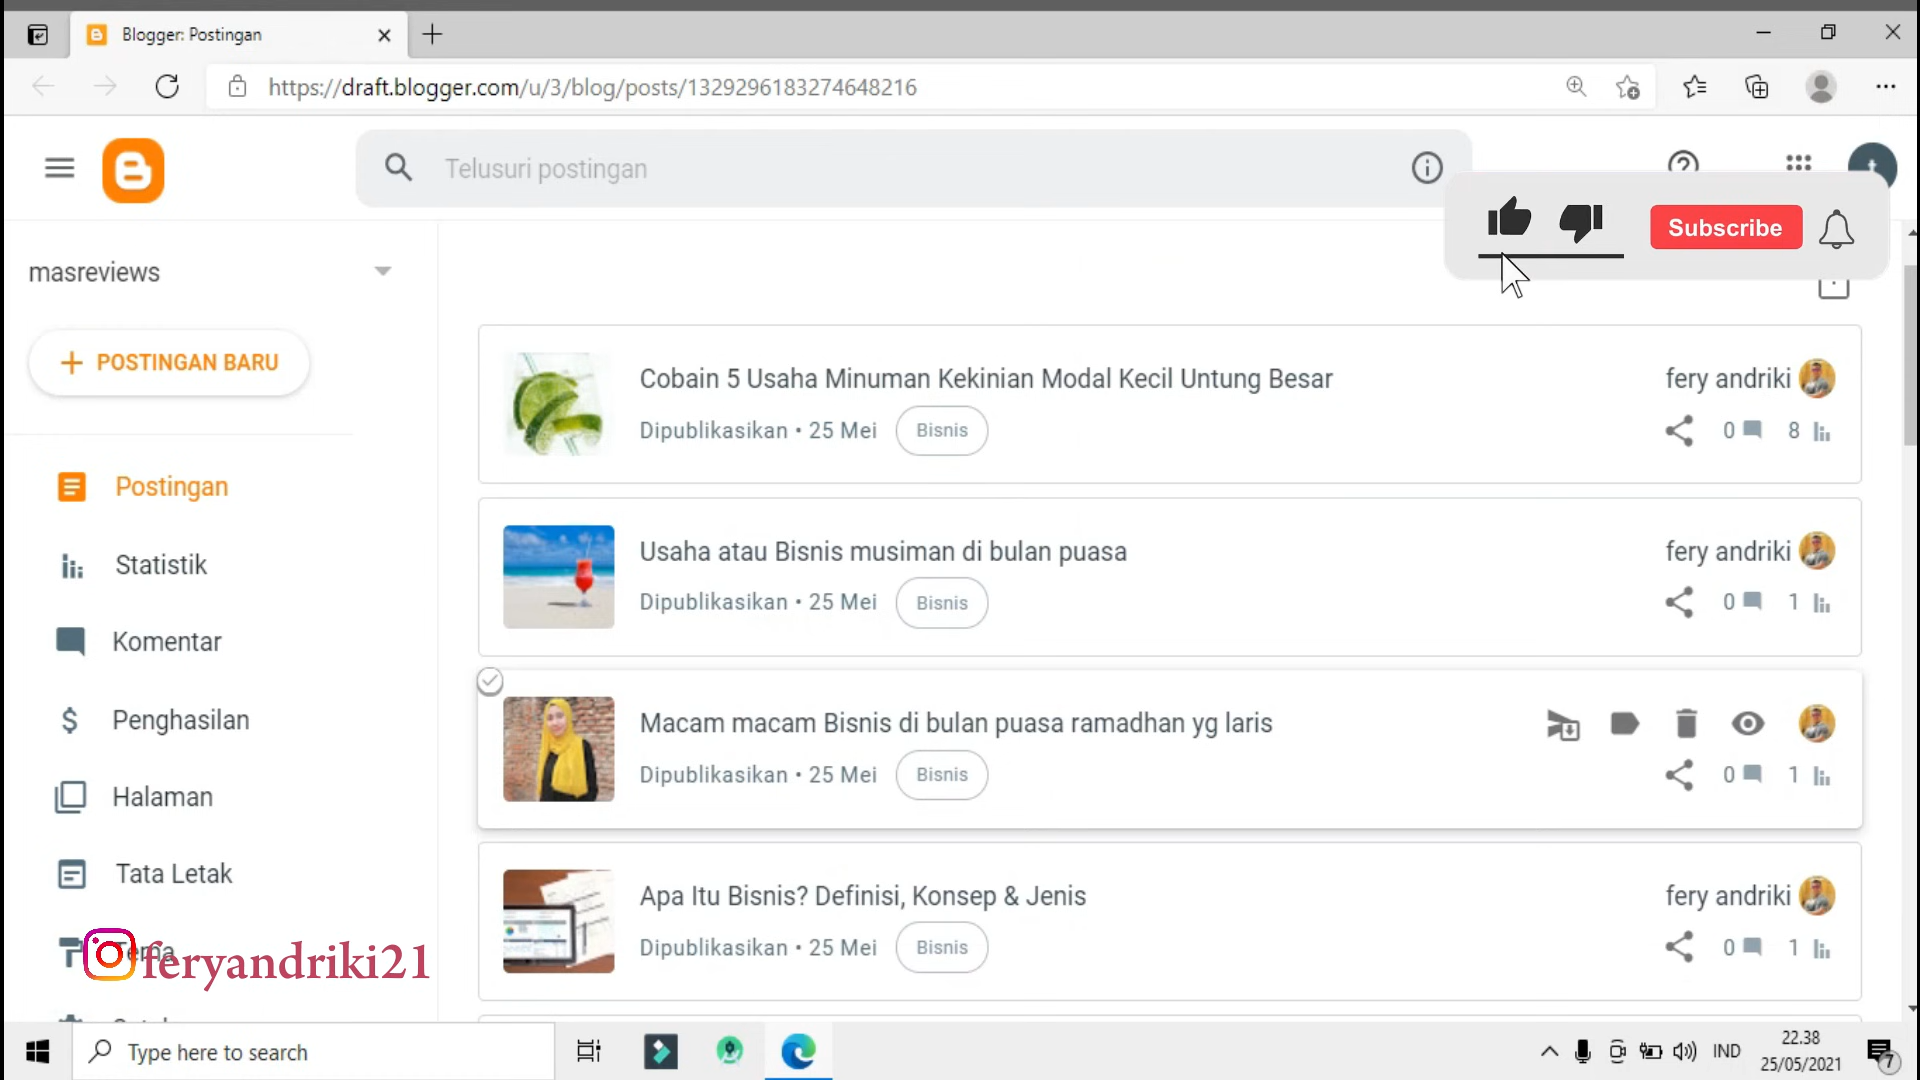 Blogger: Postingan
https://draft.blogger.com/u/3/blog/posts/1329296183274648216
Telusuri postingan
Subscribe
masreviews
POSTINGAN BARU
Postingan
Statistik
Komentar
Penghasilan
Halaman
Tata Letak
Tema
feryandriki21
Cobain 5 Usaha Minuman Kekinian Modal Kecil Untung Besar
fery andriki
Dipublikasikan • 25 Mei Bisnis
0 8
Usaha atau Bisnis musiman di bulan puasa
fery andriki
Dipublikasikan • 25 Mei Bisnis
0 1
Macam macam Bisnis di bulan puasa ramadhan yg laris
Dipublikasikan • 25 Mei Bisnis
0 1
Apa Itu Bisnis? Definisi, Konsep & Jenis
fery andriki
Dipublikasikan • 25 Mei Bisnis
0 1
Type here to search
IND
22.38
25/05/2021
7